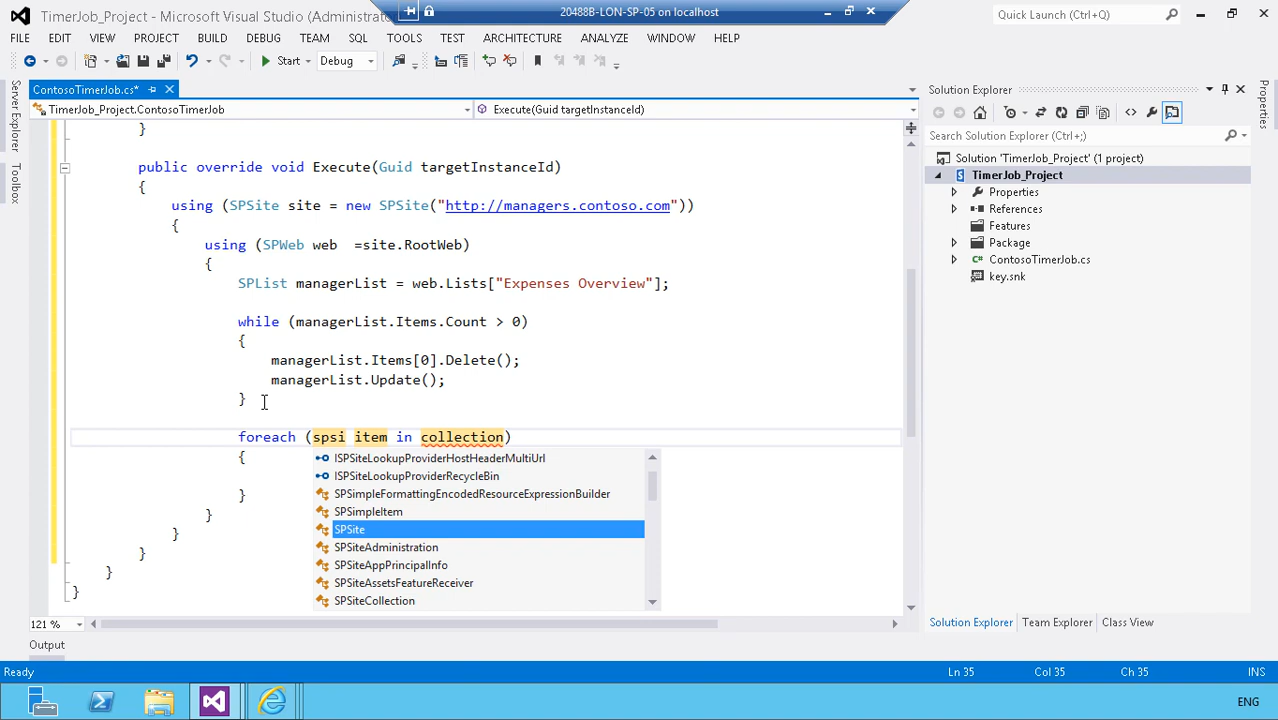 20488B-LON-SP-05 on localhost
TimerJob_Project - Microsoft Visual Studio (Administrat
Quick Launch (Ctrl+;)
FILE EDIT VIEW PROJECT BUILD DEBUG TEAM SQL TOOLS TEST ARCHITECTURE ANALYZE WINDOW HELP
Start Debug
ContosoTimerJob.cs*
TimerJob_Project.ContosoTimerJob
Execute(Guid targetInstanceId)
Server Explorer
Toolbox
}
public override void Execute(Guid targetInstanceId)
{
using (SPSite site = new SPSite("http://managers.contoso.com"))
{
using (SPWeb web =site.RootWeb)
{
SPList managerList = web.Lists["Expenses Overview"];
while (managerList.Items.Count > 0)
{
managerList.Items[0].Delete();
managerList.Update();
}
foreach (spsi item in collection)
{
}
}
}
}
}
}
ISPSiteLookupProviderHostHeaderMultiUrl
ISPSiteLookupProviderRecycleBin
SPSimpleFormattingEncodedResourceExpressionBuilder
SPSimpleItem
SPSite
SPSiteAdministration
SPSiteAppPrincipalInfo
SPSiteAssetsFeatureReceiver
SPSiteCollection
121 %
Solution Explorer
Search Solution Explorer (Ctrl+;)
Solution 'TimerJob_Project' (1 project)
TimerJob_Project
Properties
References
Features
Package
ContosoTimerJob.cs
key.snk
Solution Explorer Team Explorer Class View
Properties
Output
Ready Ln 35 Col 35 Ch 35 INS
ENG